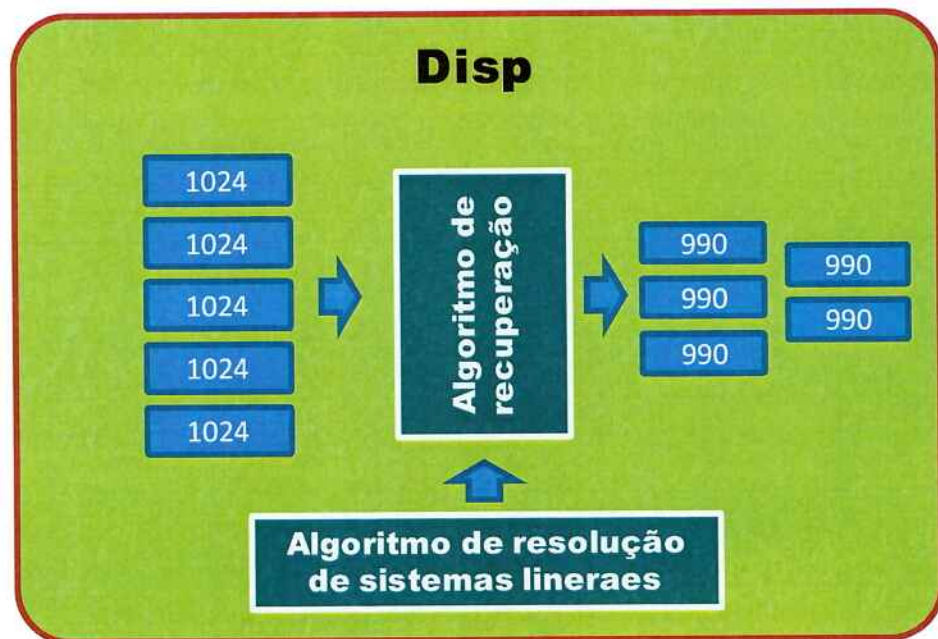 Disp
1024
1024
1024
1024
1024
Algoritmo de
recuperação
990
990
990
990
990
Algoritmo de resolução
de sistemas lineraes